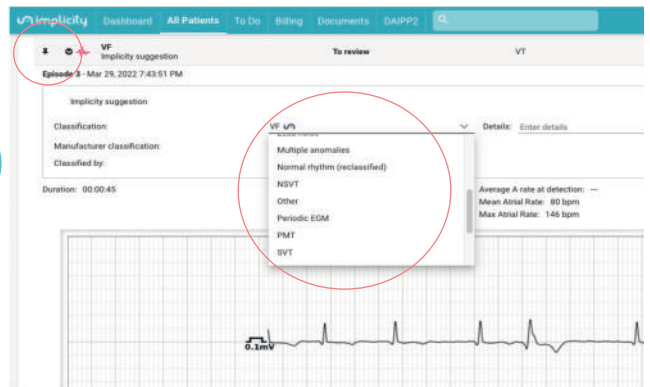 implicity Dashboard All Patients To Do Billing Documents DAIPP2
VF
Implicity suggestion To review VT
Episode 3 - Mar 29, 2022 7:43:51 PM
Implicity suggestion
Classification: VF Details: Enter details
Manufacturer classification:
Classified by:
Multiple anomalies
Normal rhythm (reclassified)
NSVT
Other
Periodic EGM
PMT
SVT
Duration: 00:00:45
Average A rate at detection: —
Mean Atrial Rate: 80 bpm
Max Atrial Rate: 146 bpm
0.1mV